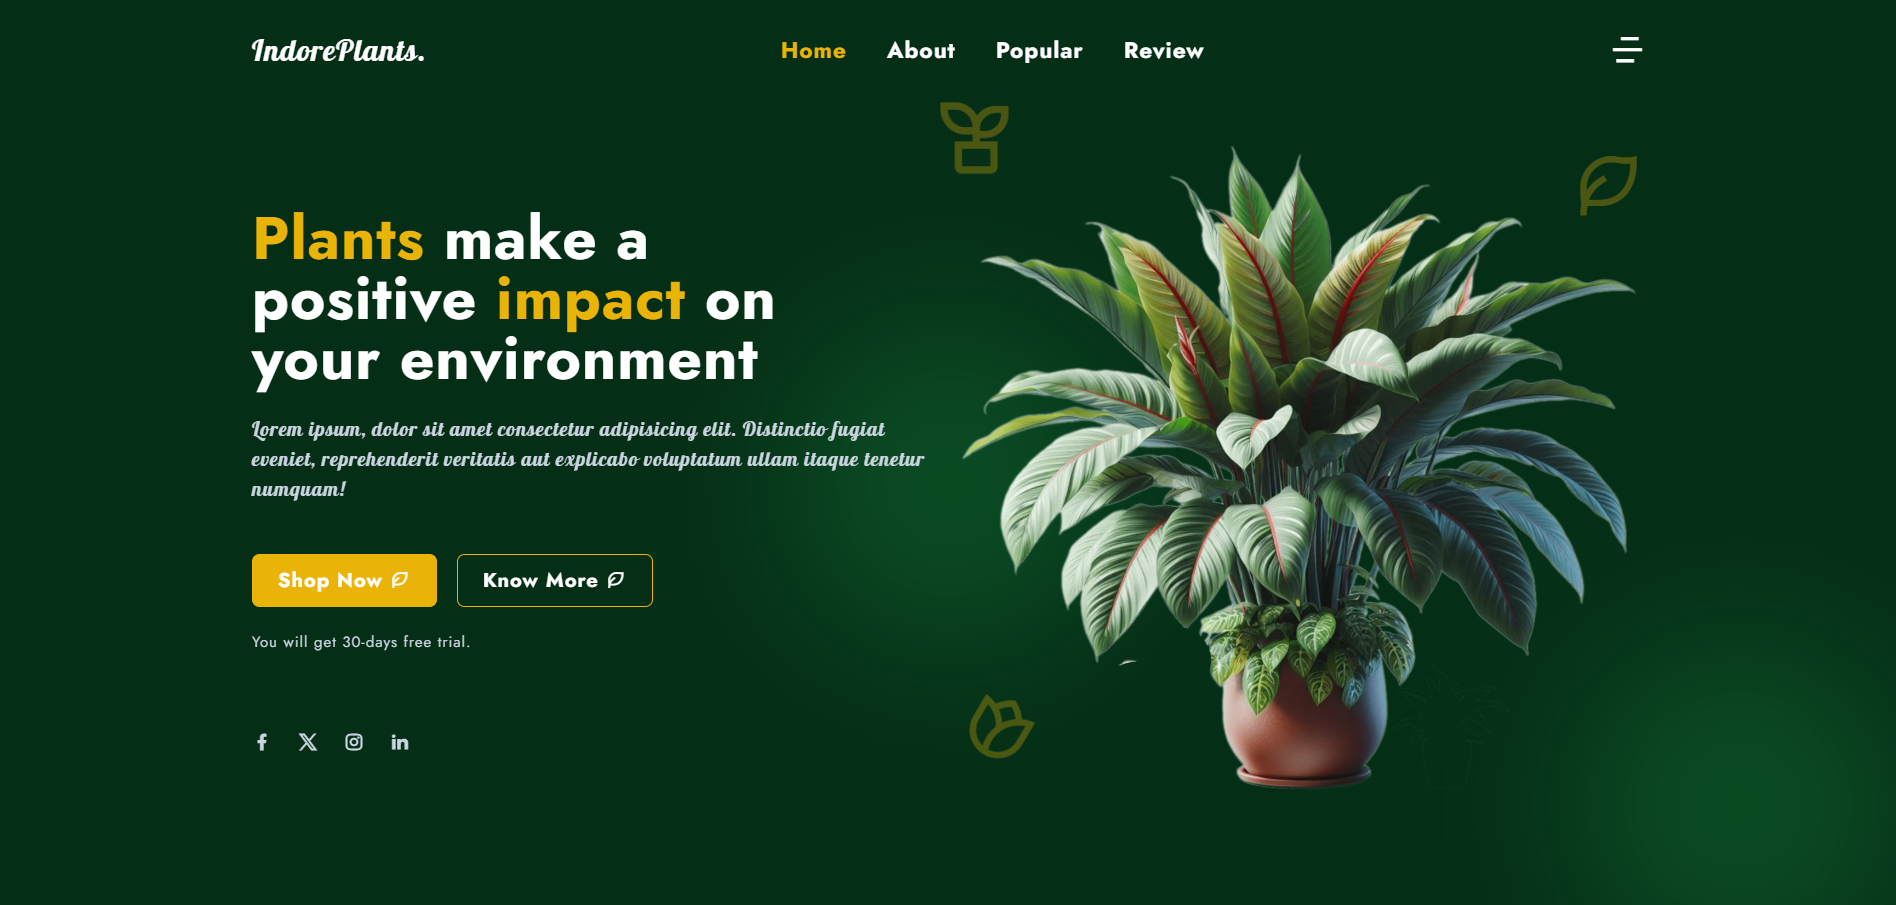 IndorePlants.
Home About Popular Review
Plants make a
positive impact on
your environment
Lorem ipsum, dolor sit amet consectetur adipisicing elit. Distinctio fugiat
eveniet, reprehenderit veritatis aut explicabo voluptatum ullam itaque tenetur
numquam!
Shop Now Know More
You will get 30-days free trial.